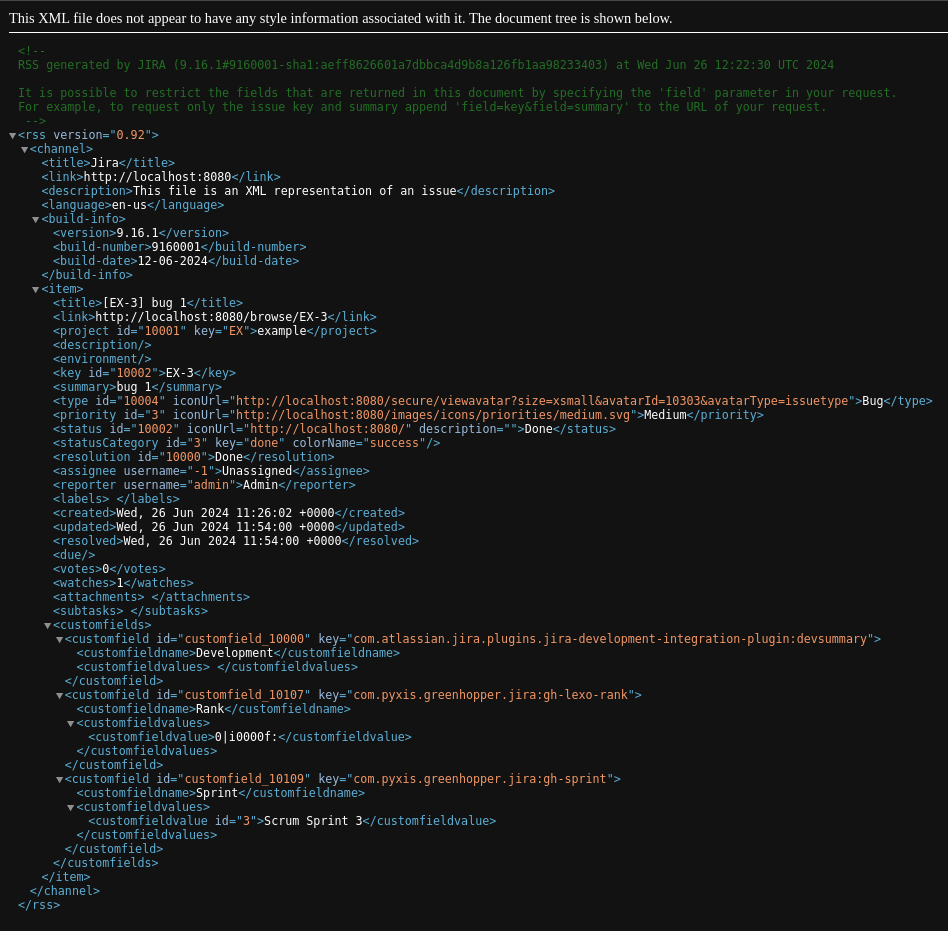 This XML file does not appear to have any style information associated with it. The document tree is shown below.
<!--
RSS generated by JIRA (9.16.1#9160001-sha1:aeff8626601a7dbbca4d9b8a126fb1aa98233403) at Wed Jun 26 12:22:30 UTC 2024
It is possible to restrict the fields that are returned in this document by specifying the 'field' parameter in your request.
For example, to request only the issue key and summary append 'field=key&field=summary' to the URL of your request.
-->
▼<rss version="0.92">
▼<channel>
<title>Jira</title>
<link>http://localhost:8080</link>
<description>This file is an XML representation of an issue</description>
<language>en-us</language>
▼<build-info>
<version>9.16.1</version>
<build-number>9160001</build-number>
<build-date>12-06-2024</build-date>
</build-info>
▼<item>
<title>[EX-3] bug 1</title>
<link>http://localhost:8080/browse/EX-3</link>
<project id="10001" key="EX">example</project>
<description/>
<environment/>
<key id="10002">EX-3</key>
<summary>bug 1</summary>
<type id="10004" iconUrl="http://localhost:8080/secure/viewavatar?size=xsmall&avatarId=10303&avatarType=issuetype">Bug</type>
<priority id="3" iconUrl="http://localhost:8080/images/icons/priorities/medium.svg">Medium</priority>
<status id="10002" iconUrl="http://localhost:8080/" description="">Done</status>
<statusCategory id="3" key="done" colorName="success"/>
<resolution id="10000">Done</resolution>
<assignee username="-1">Unassigned</assignee>
<reporter username="admin">Admin</reporter>
<labels> </labels>
<created>Wed, 26 Jun 2024 11:26:02 +0000</created>
<updated>Wed, 26 Jun 2024 11:54:00 +0000</updated>
<resolved>Wed, 26 Jun 2024 11:54:00 +0000</resolved>
<due/>
<votes>0</votes>
<watches>1</watches>
<attachments> </attachments>
<subtasks> </subtasks>
▼<customfields>
▼<customfield id="customfield_10000" key="com.atlassian.jira.plugins.jira-development-integration-plugin:devsummary">
<customfieldname>Development</customfieldname>
<customfieldvalues> </customfieldvalues>
</customfield>
▼<customfield id="customfield_10107" key="com.pyxis.greenhopper.jira:gh-lexo-rank">
<customfieldname>Rank</customfieldname>
▼<customfieldvalues>
<customfieldvalue>0|i0000f:</customfieldvalue>
</customfieldvalues>
</customfield>
▼<customfield id="customfield_10109" key="com.pyxis.greenhopper.jira:gh-sprint">
<customfieldname>Sprint</customfieldname>
▼<customfieldvalues>
<customfieldvalue id="3">Scrum Sprint 3</customfieldvalue>
</customfieldvalues>
</customfield>
</customfields>
</item>
</channel>
</rss>